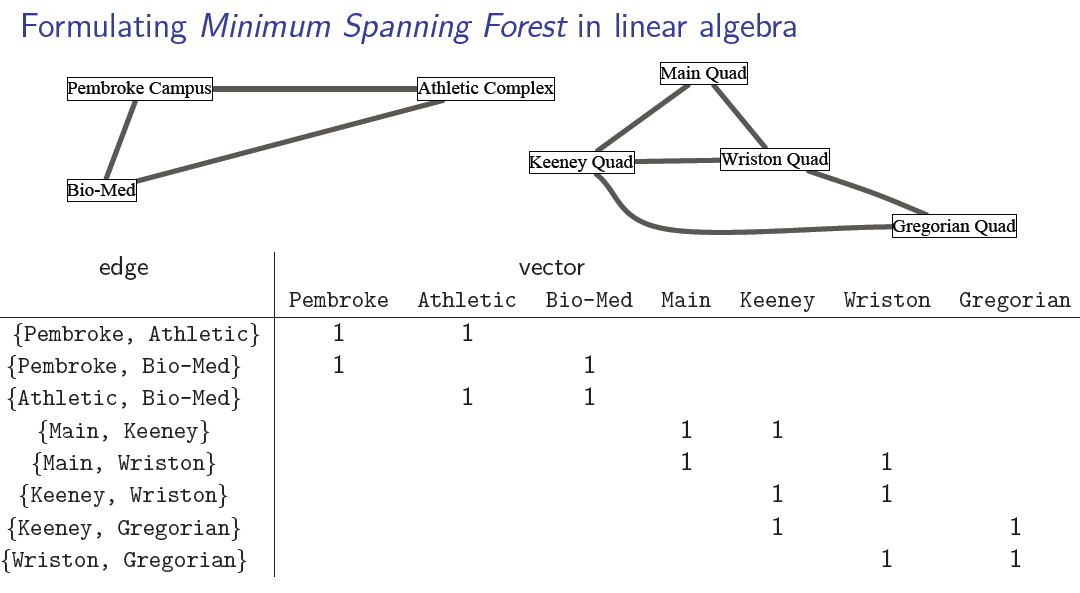 Formulating Minimum Spanning Forest in linear algebra
Main Quad
Pembroke Campus
Athletic Complex
Keeney Quad
Wriston Quad
Bio-Med
Gregorian Quad
edge vector
Pembroke Athletic Bio-Med Main Keeney Wriston Gregorian
{Pembroke, Athletic} 1 1
{Pembroke, Bio-Med} 1 1
{Athletic, Bio-Med} 1 1
{Main, Keeney} 1 1
{Main, Wriston} 1 1
{Keeney, Wriston} 1 1
{Keeney, Gregorian} 1 1
{Wriston, Gregorian} 1 1